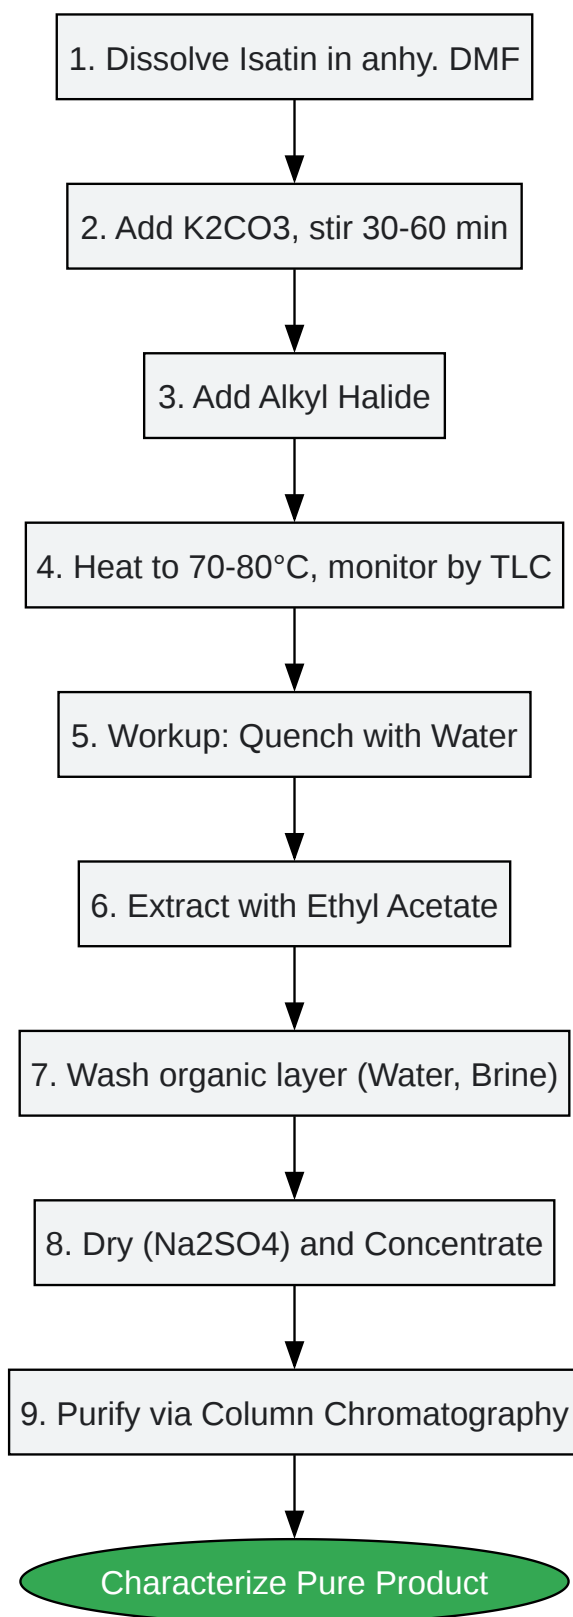 1. Dissolve Isatin in anhy. DMF
2. Add K2CO3, stir 30-60 min
3. Add Alkyl Halide
4. Heat to 70-80°C, monitor by TLC
5. Workup: Quench with Water
6. Extract with Ethyl Acetate
7. Wash organic layer (Water, Brine)
8. Dry (Na2SO4) and Concentrate
9. Purify via Column Chromatography
Characterize Pure Product